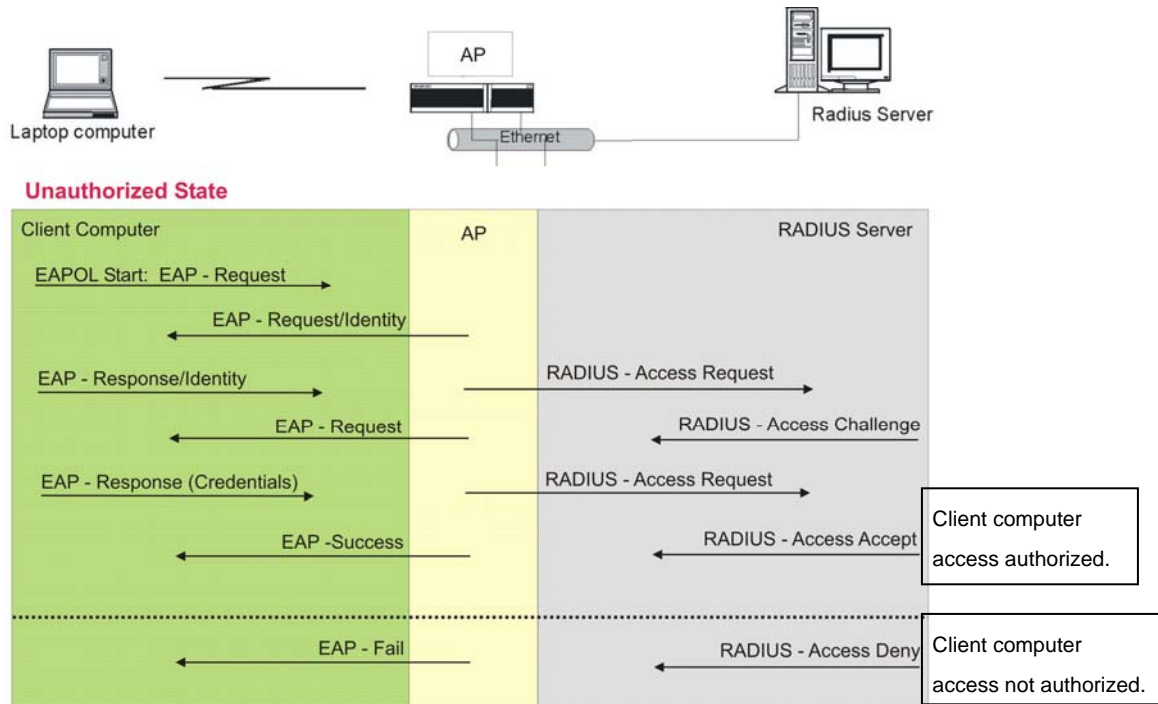 AP
Laptop computer
Ethernet
Radius Server
Unauthorized State
Client Computer
AP
RADIUS Server
EAPOL Start: EAP - Request
EAP - Request/Identity
EAP - Response/Identity
RADIUS - Access Request
EAP - Request
RADIUS - Access Challenge
EAP - Response (Credentials)
RADIUS - Access Request
EAP -Success
RADIUS - Access Accept
Client computer
access authorized.
EAP - Fail
RADIUS - Access Deny
Client computer
access not authorized.